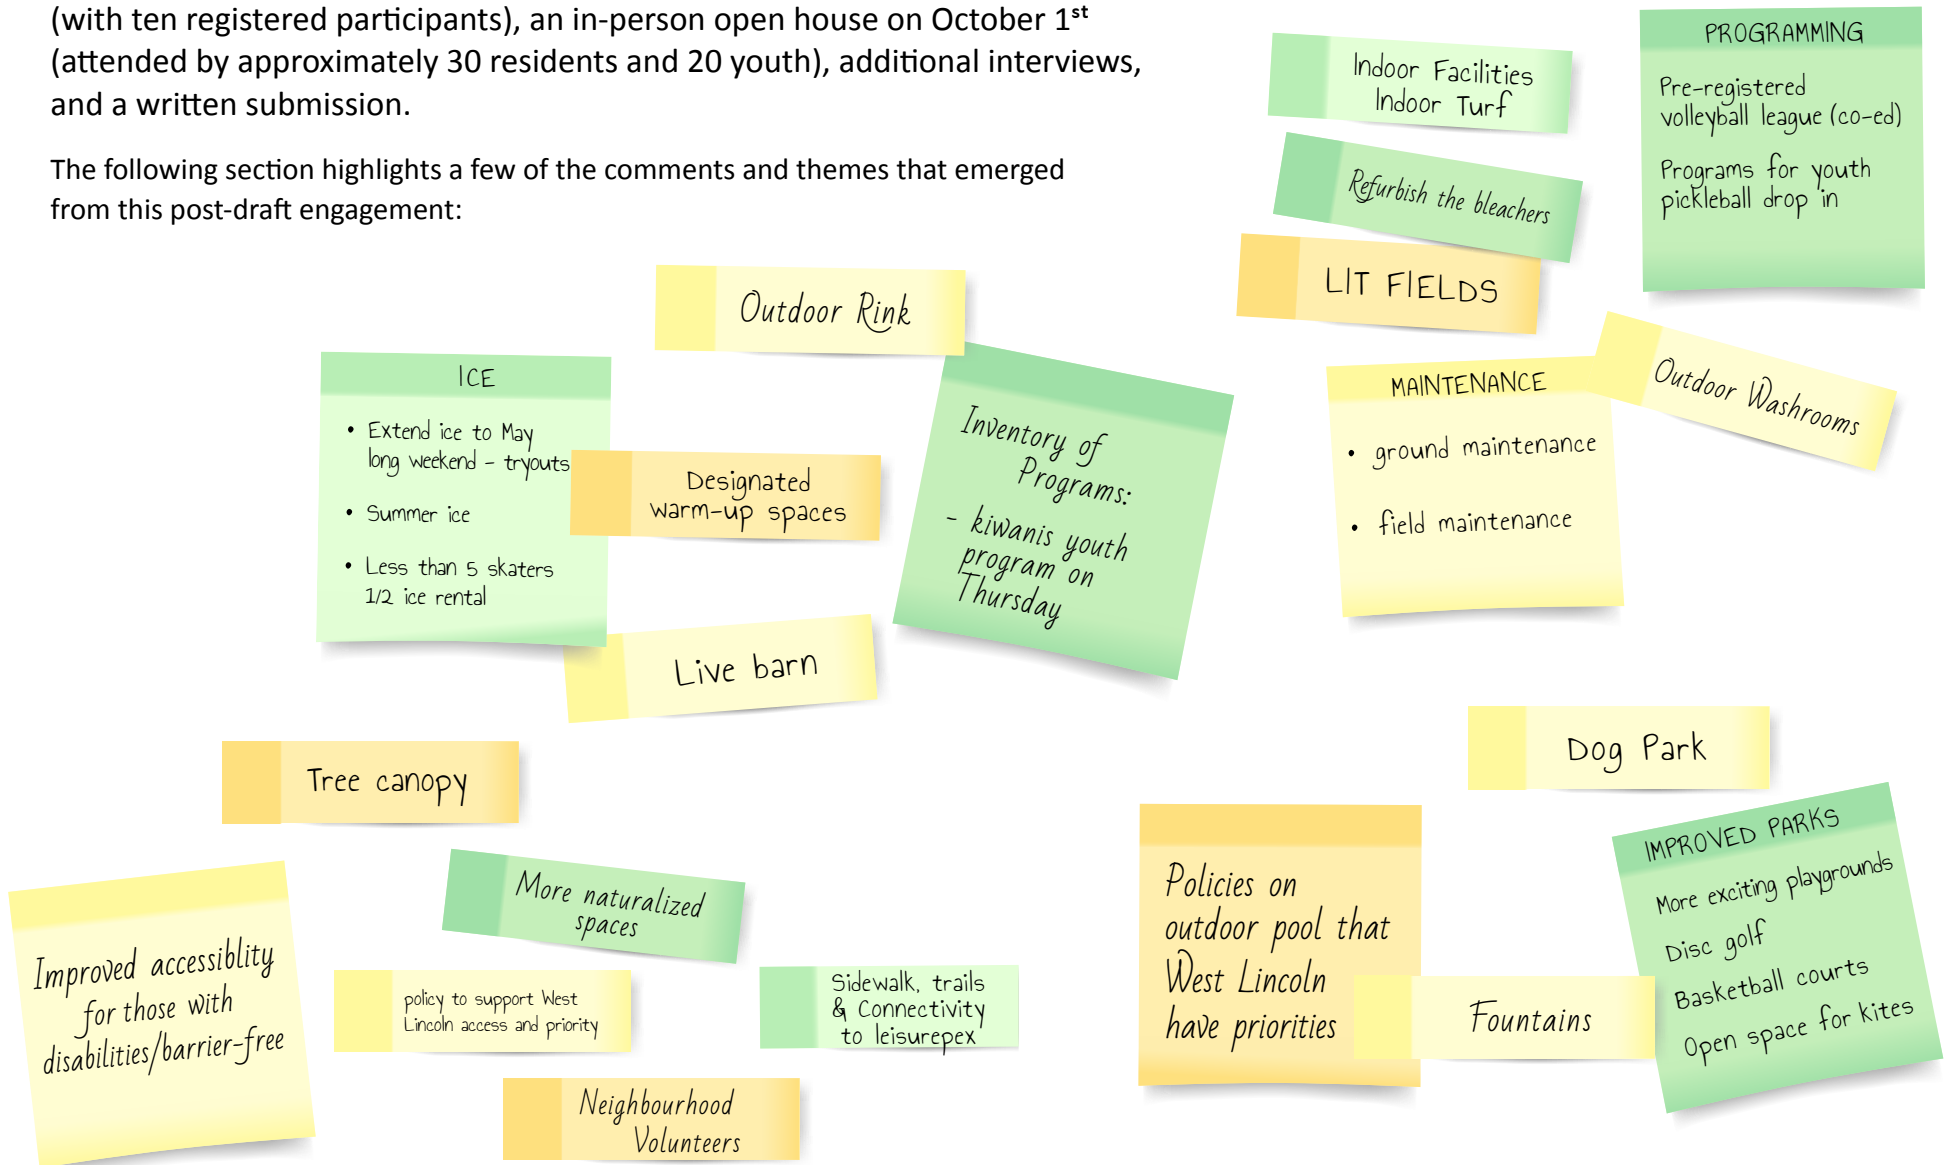 (with ten registered participants), an in-person open house on October 1st
(attended by approximately 30 residents and 20 youth), additional interviews,
and a written submission.
The following section highlights a few of the comments and themes that emerged
from this post-draft engagement:
Indoor Facilities
Indoor Turf
Refurbish the bleachers
LIT FIELDS
PROGRAMMING
Pre-registered
volleyball league (co-ed)
Programs for youth
pickleball drop in
Outdoor Rink
ICE
• Extend ice to May
long weekend - tryouts
• Summer ice
• Less than 5 skaters
1/2 ice rental
Designated
warm-up spaces
Live barn
Inventory of
Programs:
- kiwanis youth
program on
Thursday
MAINTENANCE
• ground maintenance
• field maintenance
Outdoor Washrooms
Tree canopy
More naturalized
spaces
Improved accessiblity
for those with
disabilities/barrier-free
policy to support West
Lincoln access and priority
Sidewalk, trails
& Connectivity
to leisurepex
Neighbourhood
Volunteers
Dog Park
Policies on
outdoor pool that
West Lincoln
have priorities
Fountains
IMPROVED PARKS
More exciting playgrounds
Disc golf
Basketball courts
Open space for kites